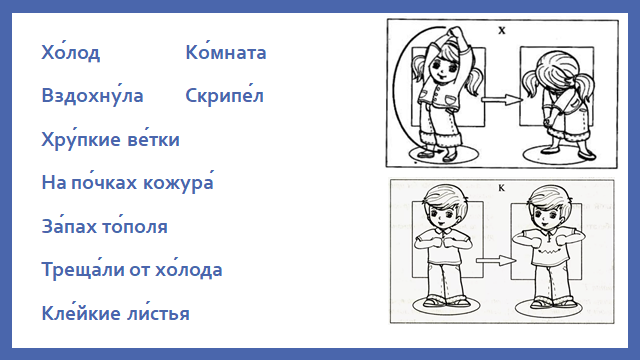 Хо́лод Ко́мната
Вздохну́ла Скрипе́л
Хру́пкие ве́тки
На по́чках кожура́
За́пах то́поля
Треща́ли от хо́лода
Кле́йкие ли́стья
Х
К